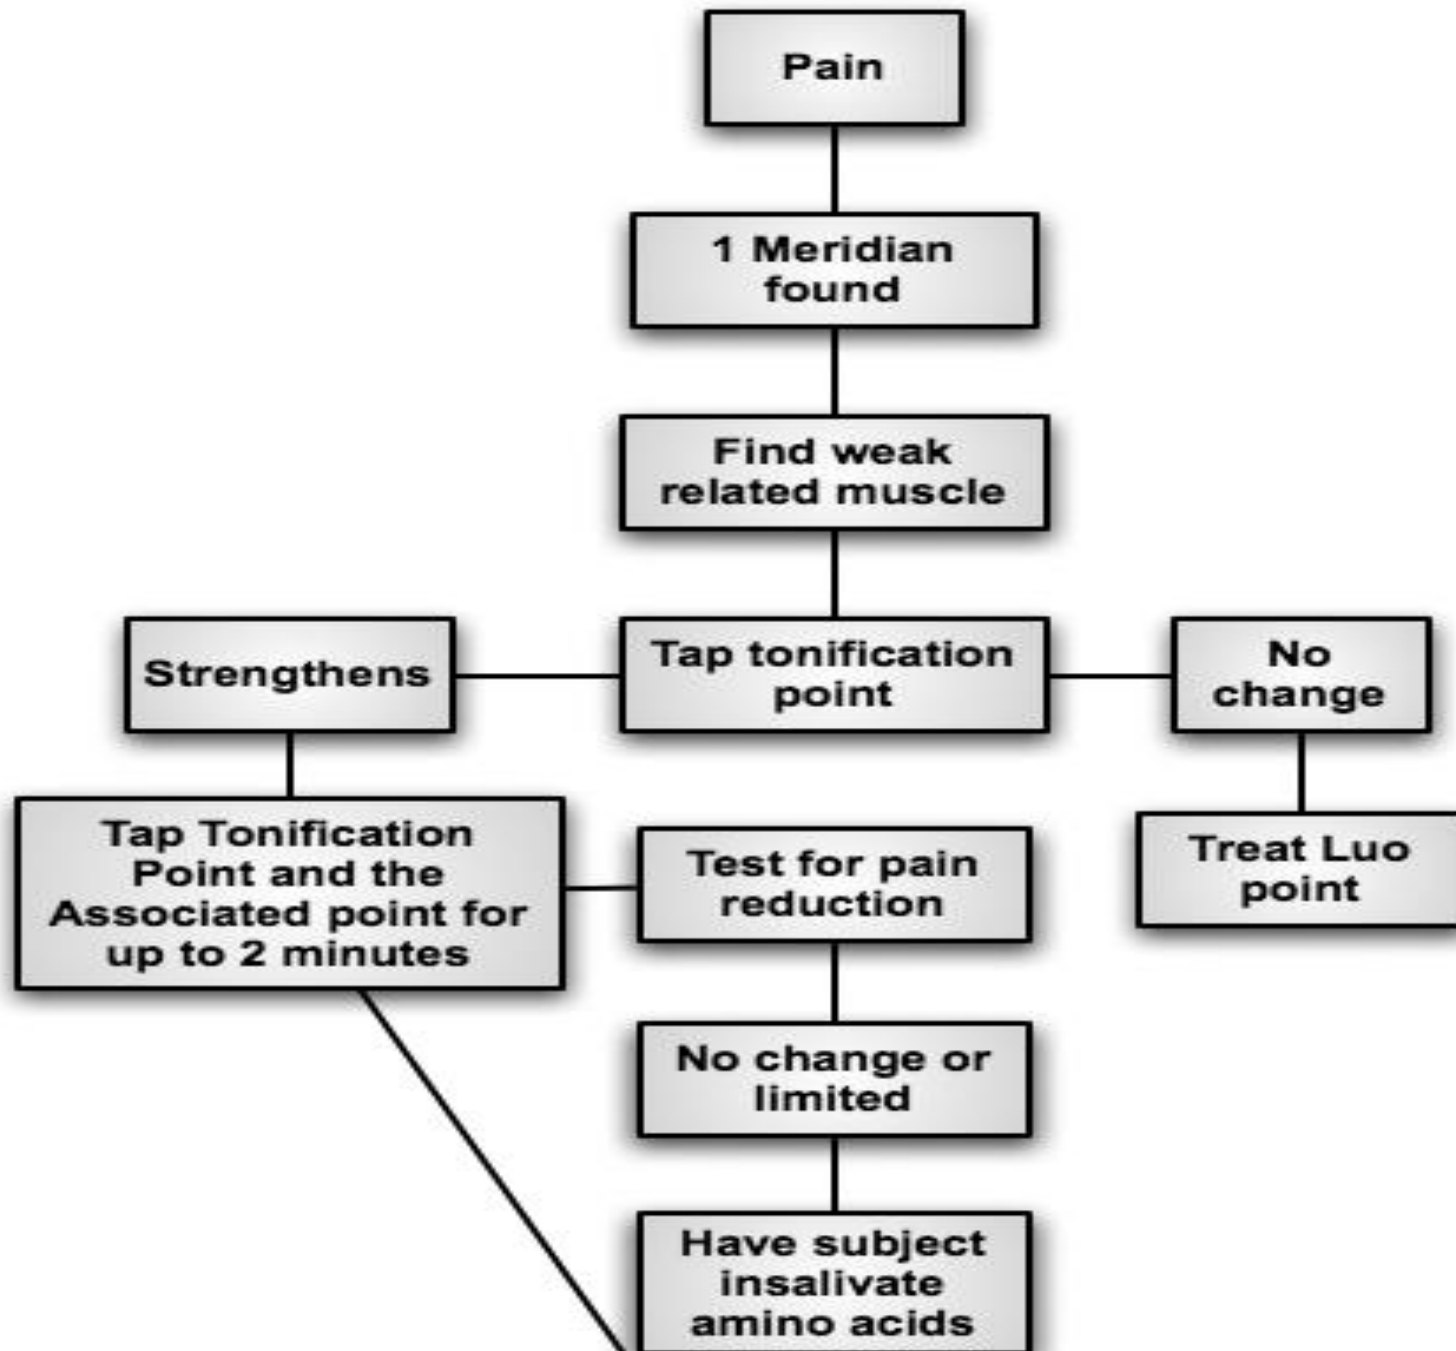 Pain
1 Meridian
found
Find weak
related muscle
Strengthens
Tap tonification
point
No
change
Tap Tonification
Point and the
Associated point for
up to 2 minutes
Test for pain
reduction
Treat Luo
point
No change or
limited
Have subject
insalivate
amino acids